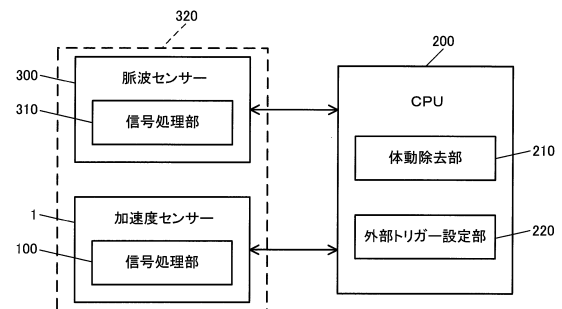 320
300
脈波センサー
310
信号処理部
1
加速度センサー
100
信号処理部
200
CPU
体動除去部
210
外部トリガー設定部
220